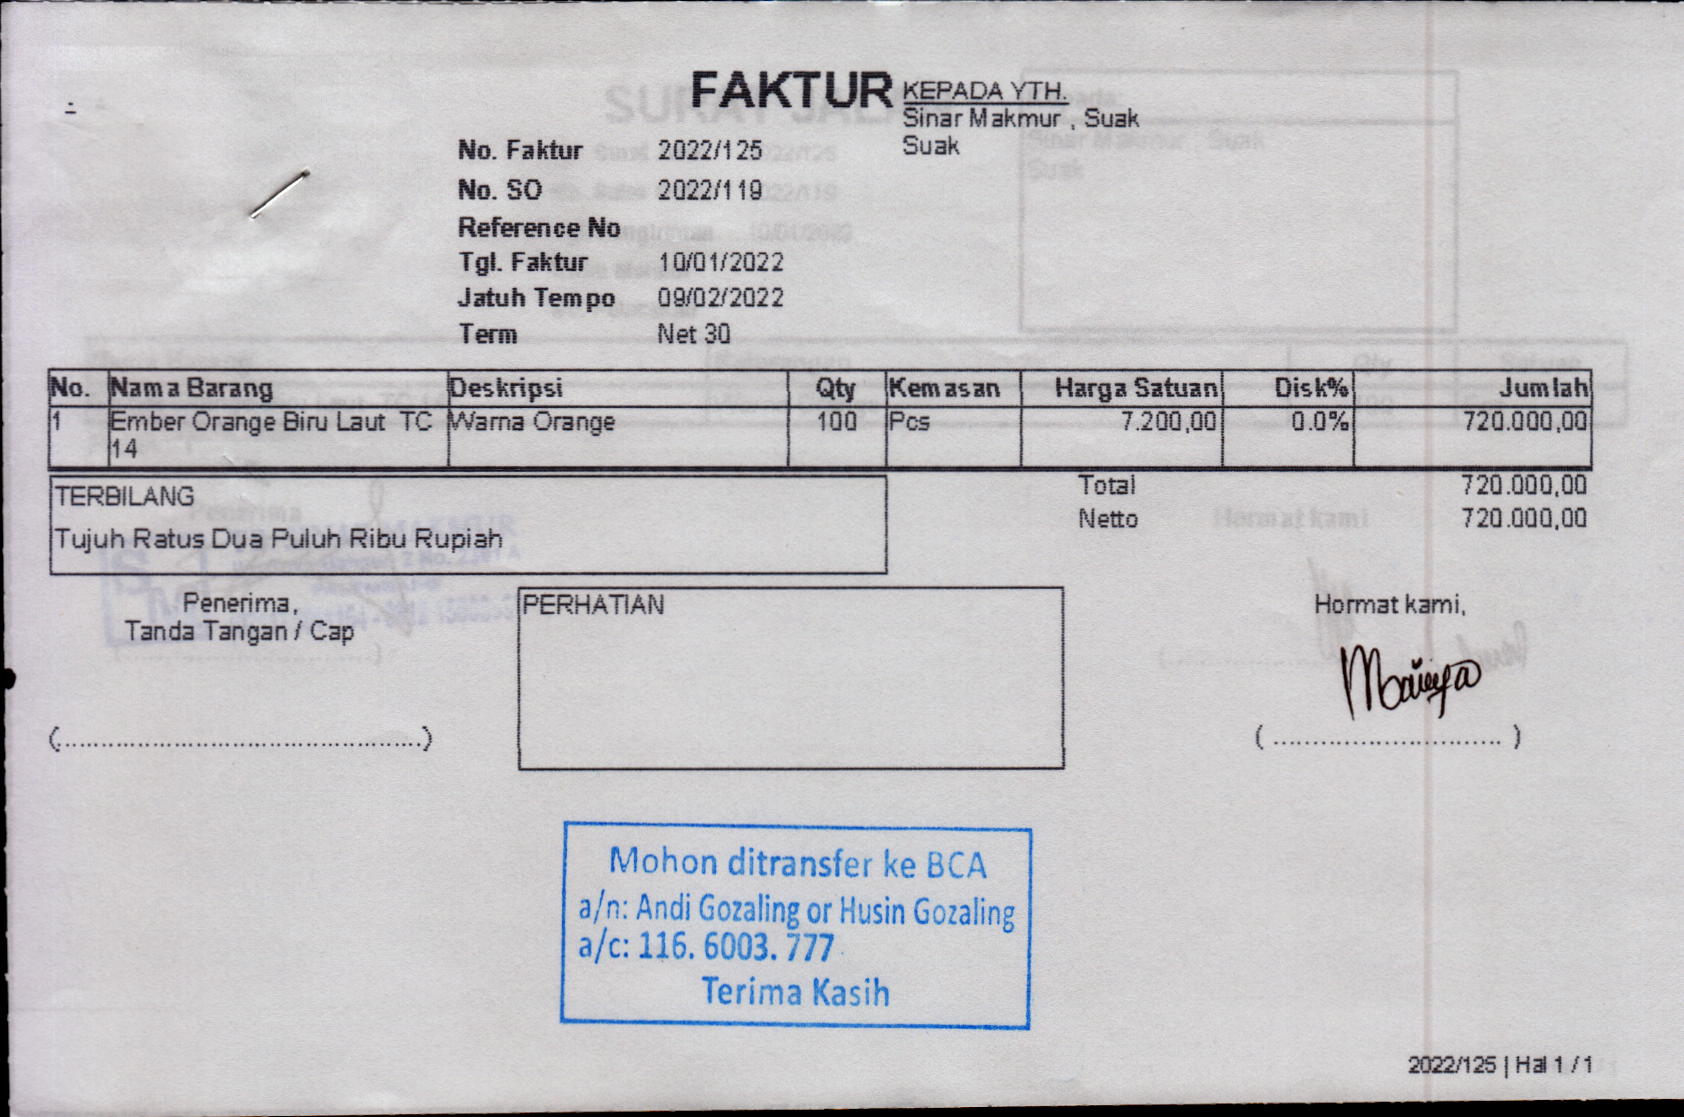 FAKTUR
KEPADA YTH.
Sinar Makmur , Suak
Suak
No. Faktur 2022/125
No. SO 2022/119
Reference No
Tgl. Faktur 10/01/2022
Jatuh Tempo 09/02/2022
Term Net 30
No. Nama Barang Deskripsi Qty Kemasan Harga Satuan Disk% Jumlah
1 Ember Orange Biru Laut TC Warna Orange 100 Pcs 7.200,00 0.0% 720.000,00
14
Total 720.000,00
Netto 720.000,00
TERBILANG
Tujuh Ratus Dua Puluh Ribu Rupiah
Penerima,
Tanda Tangan / Cap
PERHATIAN
Hormat kami,
Mohon ditransfer ke BCA
a/n: Andi Gozaling or Husin Gozaling
a/c: 116. 6003. 777
Terima Kasih
2022/125 | Hal 1 / 1